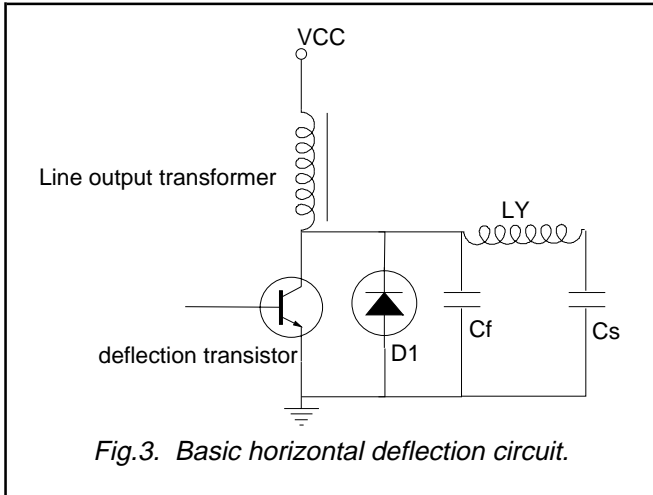 VCC
Line output transformer
LY
deflection transistor
D1
Cf
Cs
Fig.3. Basic horizontal deflection circuit.